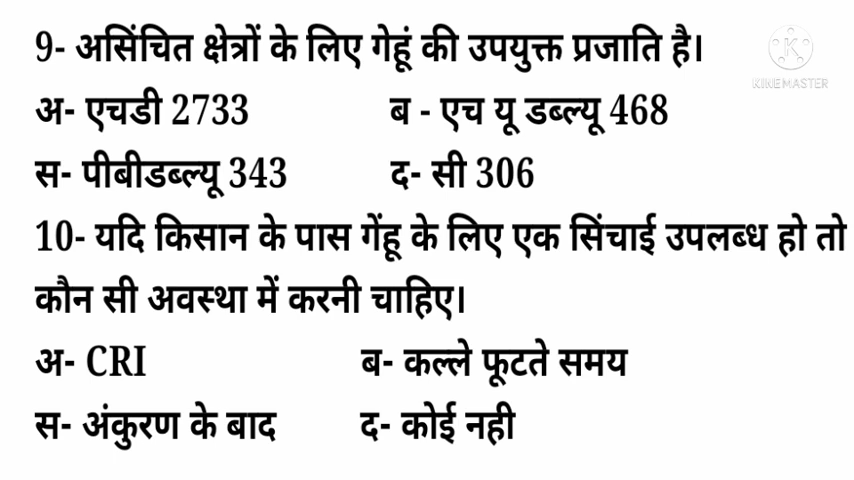 9- असिंचित क्षेत्रों के लिए गेहूं की उपयुक्त प्रजाति है।
KINEMASTER
अ- एचडी 2733 ब - एच यू डब्ल्यू 468
स- पीबीडब्ल्यू 343 द- सी 306
10- यदि किसान के पास गेंहू के लिए एक सिंचाई उपलब्ध हो तो
कौन सी अवस्था में करनी चाहिए।
अ- CRI ब- कल्ले फूटते समय
स- अंकुरण के बाद द- कोई नही